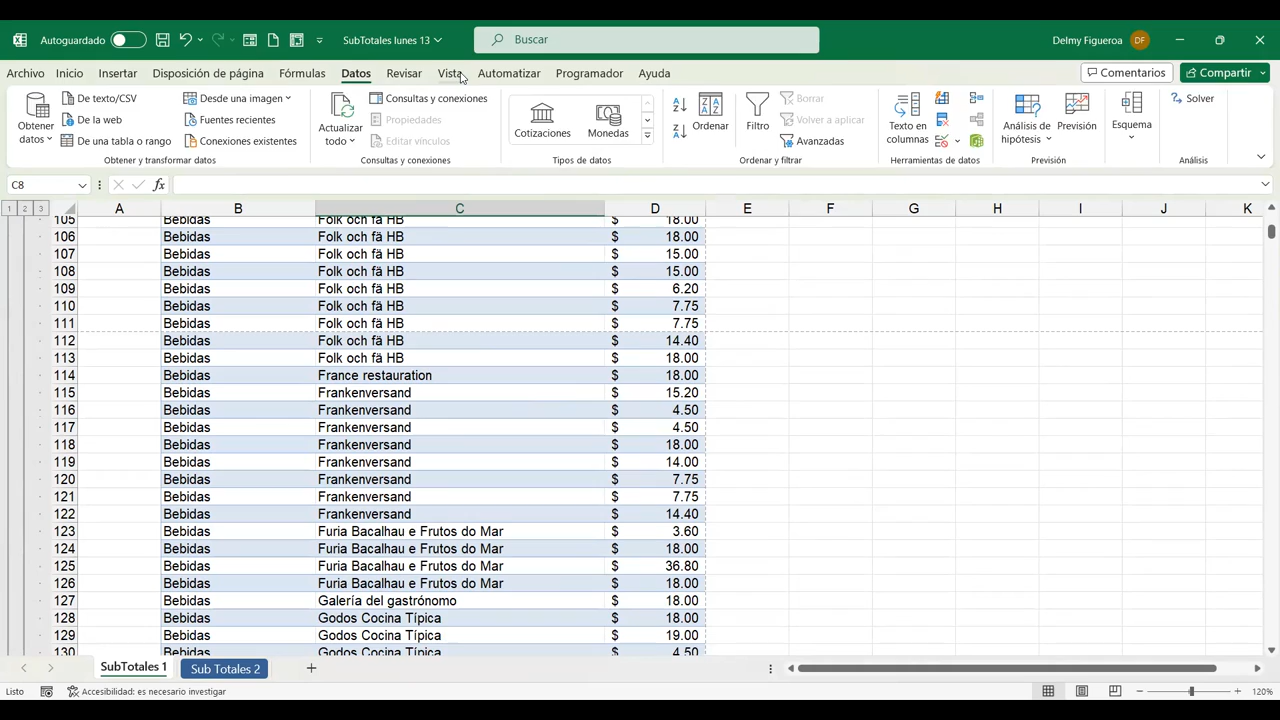 Autoguardado SubTotales lunes 13 Buscar Delmy Figueroa DF
Archivo Inicio Insertar Disposición de página Fórmulas Datos Revisar Vista Automatizar Programador Ayuda Comentarios Compartir
Obtener datos De texto/CSV De la web De una tabla o rango Desde una imagen Fuentes recientes Conexiones existentes
Actualizar todo Consultas y conexiones Propiedades Editar vínculos
Cotizaciones Monedas
Ordenar Filtro Borrar Volver a aplicar Avanzadas
Texto en columnas Análisis de hipótesis Previsión Esquema Solver
Obtener y transformar datos Consultas y conexiones Tipos de datos Ordenar y filtrar Herramientas de datos Previsión Análisis
C8 fx
1 2 3 A B C D E F G H I J K
105 Bebidas Folk och fä HB $ 18.00
106 Bebidas Folk och fä HB $ 18.00
107 Bebidas Folk och fä HB $ 15.00
108 Bebidas Folk och fä HB $ 15.00
109 Bebidas Folk och fä HB $ 6.20
110 Bebidas Folk och fä HB $ 7.75
111 Bebidas Folk och fä HB $ 7.75
112 Bebidas Folk och fä HB $ 14.40
113 Bebidas Folk och fä HB $ 18.00
114 Bebidas France restauration $ 18.00
115 Bebidas Frankenversand $ 15.20
116 Bebidas Frankenversand $ 4.50
117 Bebidas Frankenversand $ 4.50
118 Bebidas Frankenversand $ 18.00
119 Bebidas Frankenversand $ 14.00
120 Bebidas Frankenversand $ 7.75
121 Bebidas Frankenversand $ 7.75
122 Bebidas Frankenversand $ 14.40
123 Bebidas Furia Bacalhau e Frutos do Mar $ 3.60
124 Bebidas Furia Bacalhau e Frutos do Mar $ 18.00
125 Bebidas Furia Bacalhau e Frutos do Mar $ 36.80
126 Bebidas Furia Bacalhau e Frutos do Mar $ 18.00
127 Bebidas Galería del gastrónomo $ 18.00
128 Bebidas Godos Cocina Típica $ 18.00
129 Bebidas Godos Cocina Típica $ 19.00
130 Bebidas Godos Cocina Típica $ 4.50
SubTotales 1 Sub Totales 2
Listo Accesibilidad: es necesario investigar 120%